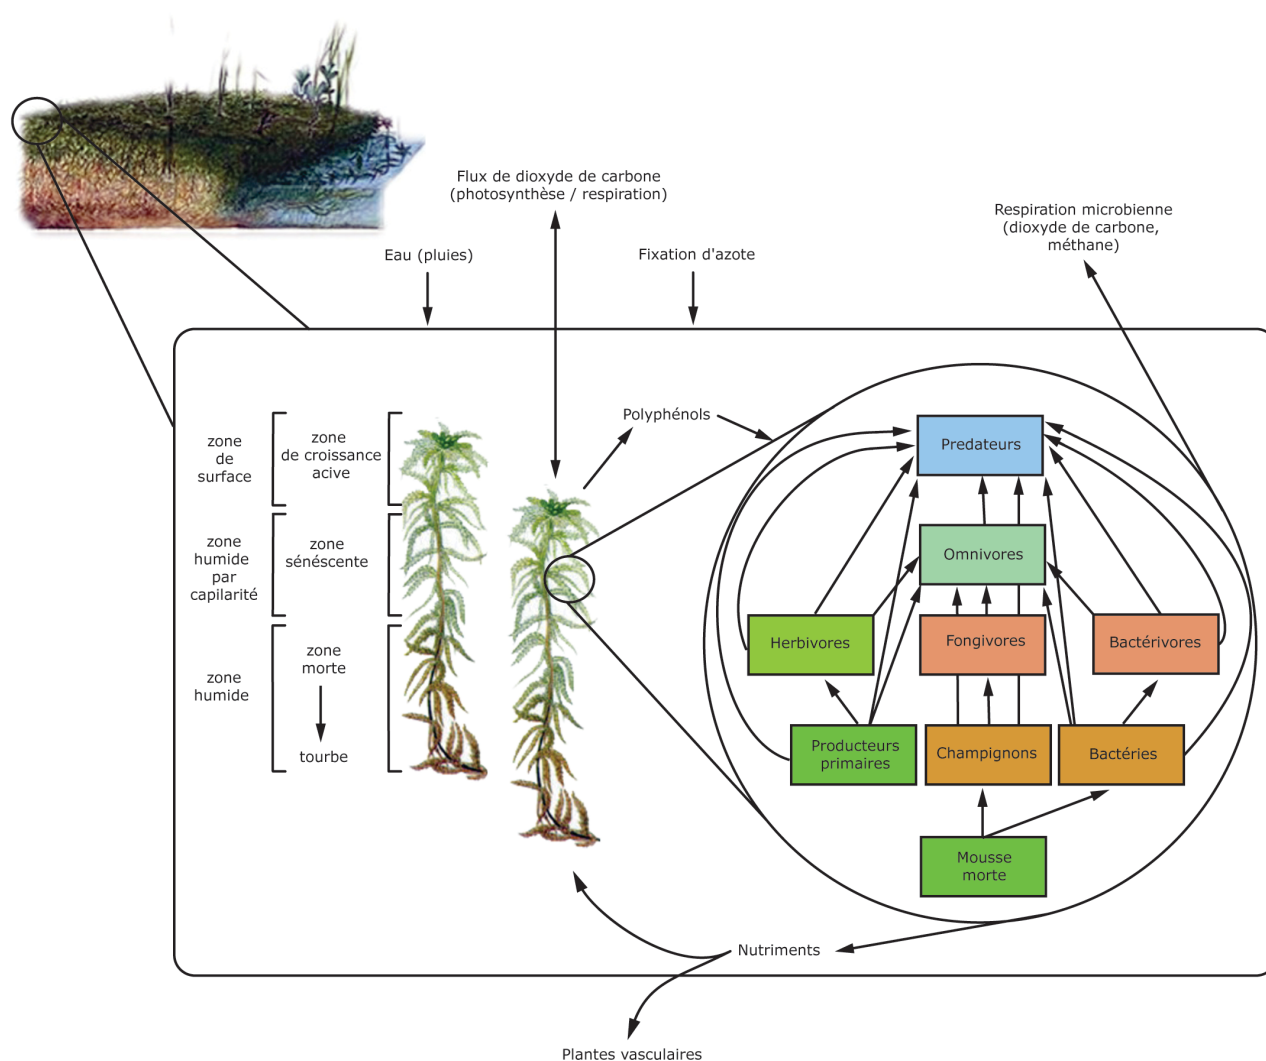 Flux de dioxyde de carbone
(photosynthèse / respiration)
Respiration microbienne
(dioxyde de carbone,
méthane)
Eau (pluies)
Fixation d'azote
Polyphénols
zone
de
surface
zone
de croissance
acive
zone
humide
par
capilarité
zone
sénéscente
zone
humide
zone
morte
tourbe
Predateurs
Omnivores
Herbivores
Fongivores
Bactérivores
Producteurs
primaires
Champignons
Bactéries
Mousse
morte
Nutriments
Plantes vasculaires